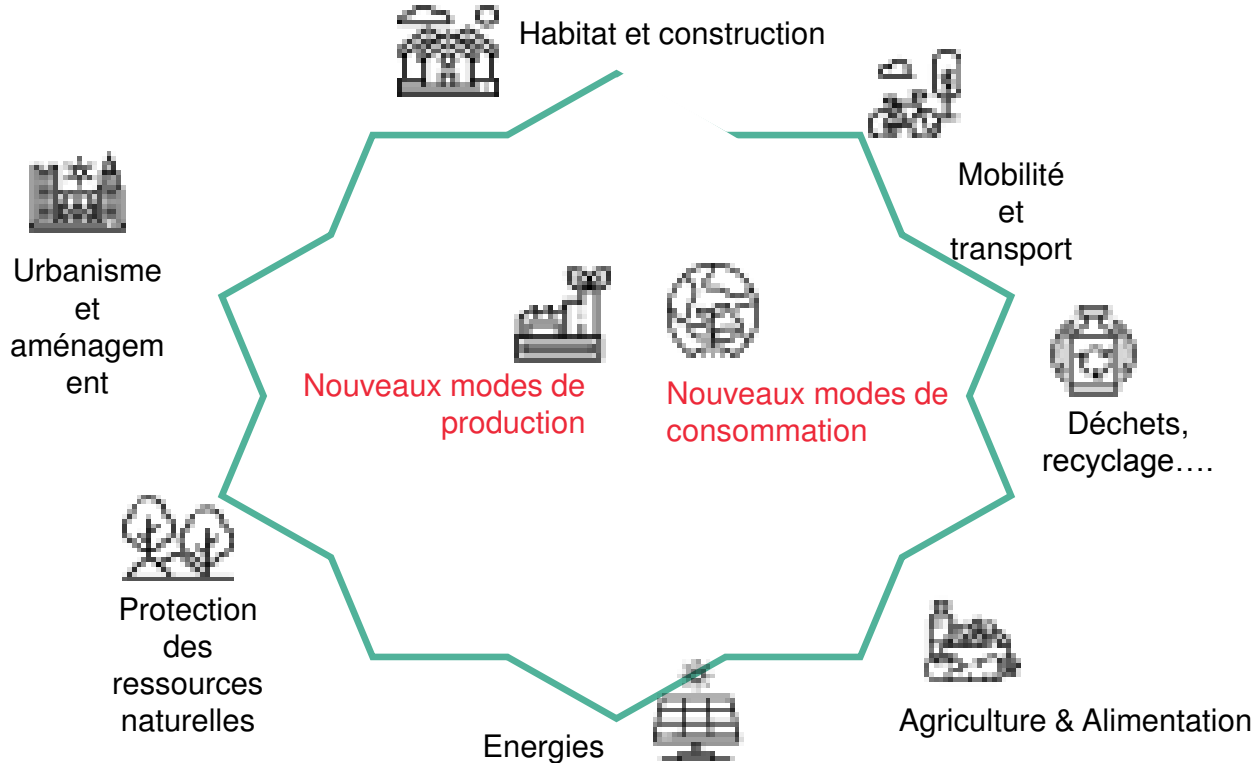 Habitat et construction
Mobilité
et
transport
Urbanisme
et
aménagem
ent
Nouveaux modes de
production
Nouveaux modes de
consommation
Déchets,
recyclage….
Protection
des
ressources
naturelles
Agriculture & Alimentation
Energies